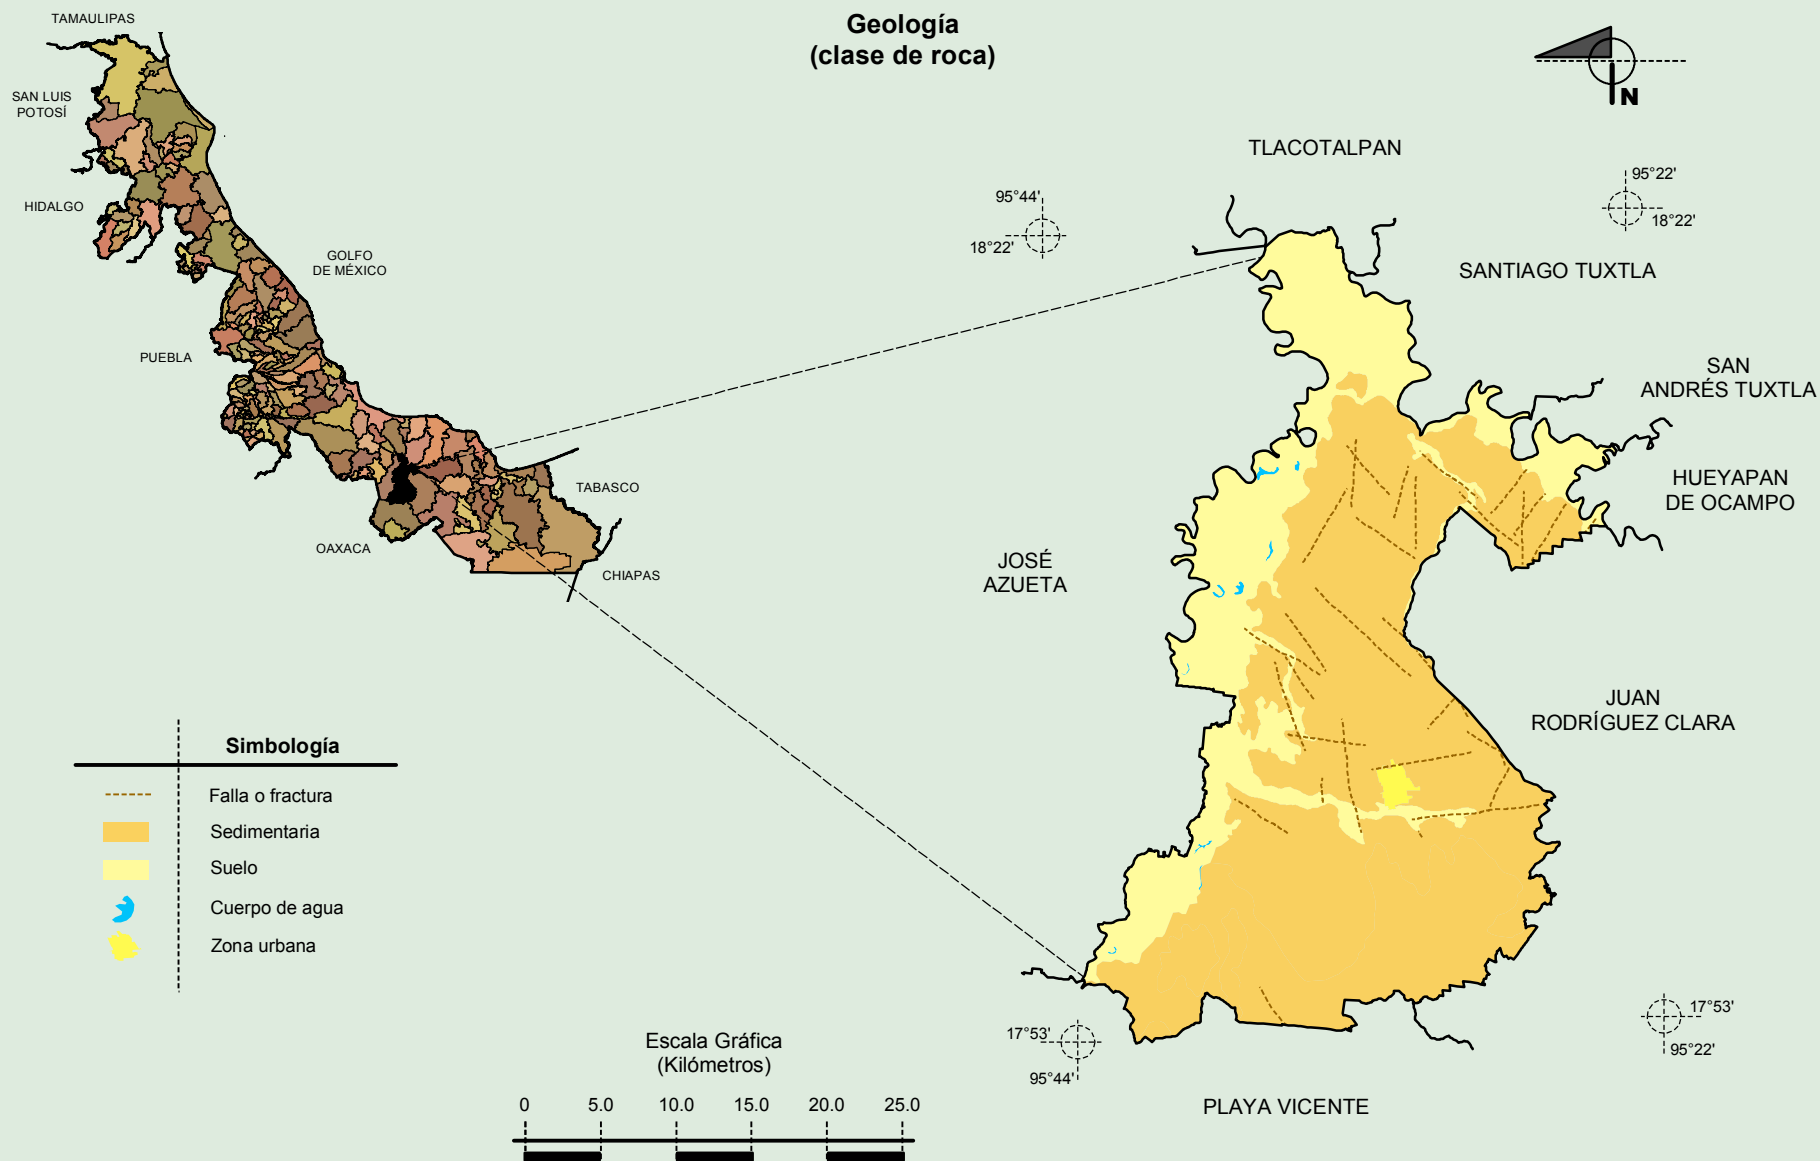 Geología
(clase de roca)
TAMAULIPAS
SAN LUIS
POTOSÍ
HIDALGO
GOLFO
DE MÉXICO
PUEBLA
TABASCO
OAXACA
CHIAPAS
N
TLACOTALPAN
95°44'
18°22'
95°22'
18°22'
SANTIAGO TUXTLA
SAN
ANDRÉS TUXTLA
HUEYAPAN
DE OCAMPO
JOSÉ
AZUETA
JUAN
RODRÍGUEZ CLARA
17°53'
95°44'
17°53'
95°22'
PLAYA VICENTE
Simbología
Falla o fractura
Sedimentaria
Suelo
Cuerpo de agua
Zona urbana
Escala Gráfica
(Kilómetros)
0 5.0 10.0 15.0 20.0 25.0